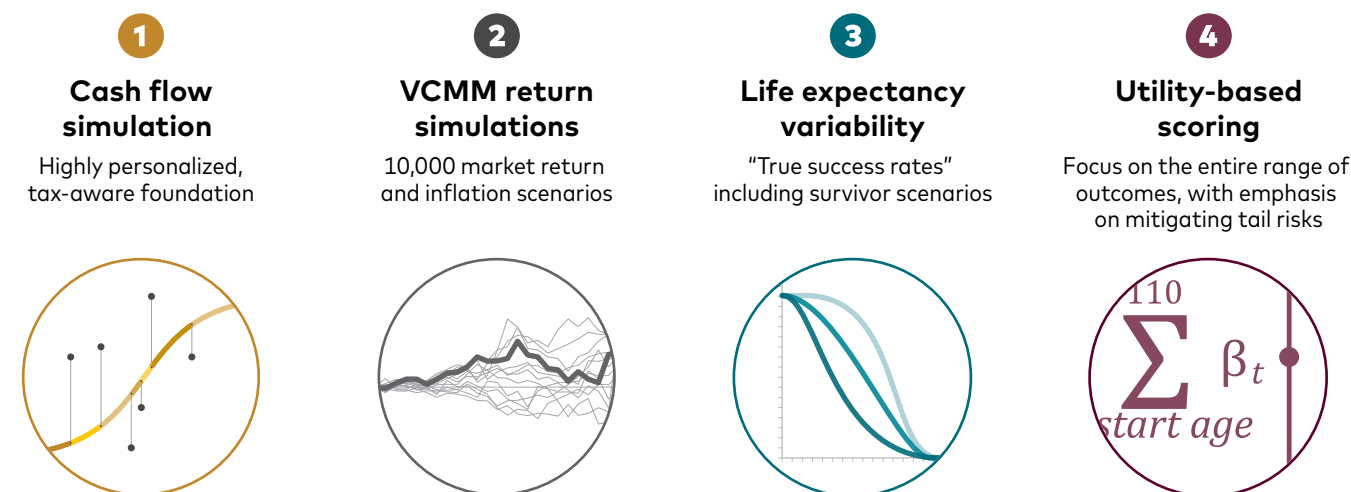 1
Cash flow
simulation
Highly personalized,
tax-aware foundation
2
VCMM return
simulations
10,000 market return
and inflation scenarios
3
Life expectancy
variability
“True success rates”
including survivor scenarios
4
Utility-based
scoring
Focus on the entire range of
outcomes, with emphasis
on mitigating tail risks
110
∑ βₜ
start age